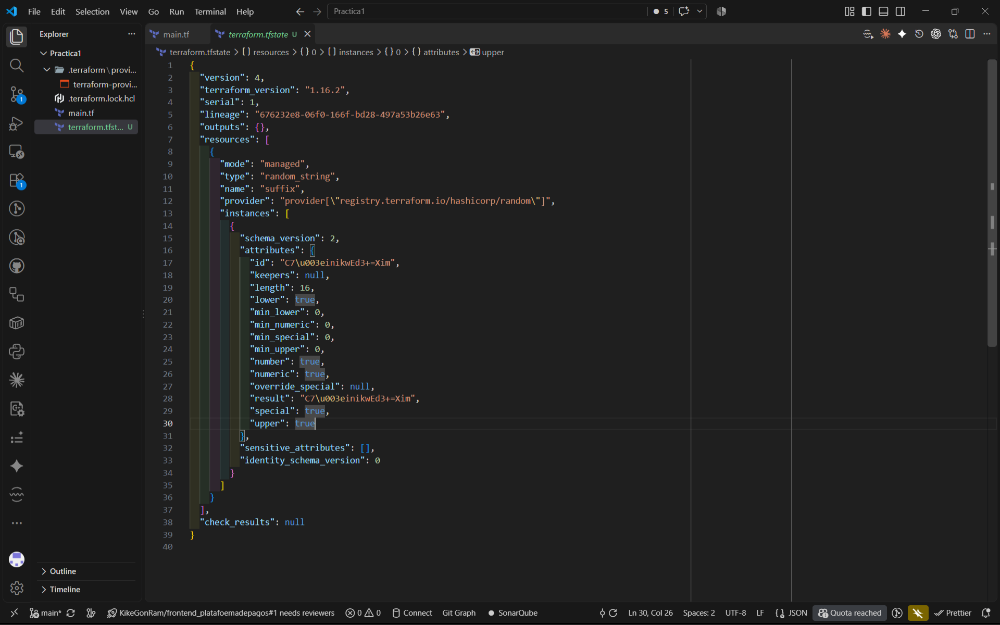 File Edit Selection View Go Run Terminal Help
Practica1
5
Explorer
Practica1
.terraform \ provi...
terraform-provi...
.terraform.lock.hcl
main.tf
terraform.tfst... U
1
1
Outline
Timeline
main.tf
terraform.tfstate U
terraform.tfstate > [ ] resources > { } 0 > [ ] instances > { } 0 > { } attributes > upper
1 {
2 "version": 4,
3 "terraform_version": "1.16.2",
4 "serial": 1,
5 "lineage": "676232e8-06f0-166f-bd28-497a53b26e63",
6 "outputs": {},
7 "resources": [
8 {
9 "mode": "managed",
10 "type": "random_string",
11 "name": "suffix",
12 "provider": "provider[\"registry.terraform.io/hashicorp/random\"]",
13 "instances": [
14 {
15 "schema_version": 2,
16 "attributes": {
17 "id": "C7\u003einikwEd3+=Xim",
18 "keepers": null,
19 "length": 16,
20 "lower": true,
21 "min_lower": 0,
22 "min_numeric": 0,
23 "min_special": 0,
24 "min_upper": 0,
25 "number": true,
26 "numeric": true,
27 "override_special": null,
28 "result": "C7\u003einikwEd3+=Xim",
29 "special": true,
30 "upper": true
31 },
32 "sensitive_attributes": [],
33 "identity_schema_version": 0
34 }
35 ]
36 }
37 ],
38 "check_results": null
39 }
40
main* KikeGonRam/frontend_platafoemadepagos#1 needs reviewers 0 0 Connect Git Graph SonarQube Ln 30, Col 26 Spaces: 2 UTF-8 LF { } JSON Quota reached Prettier